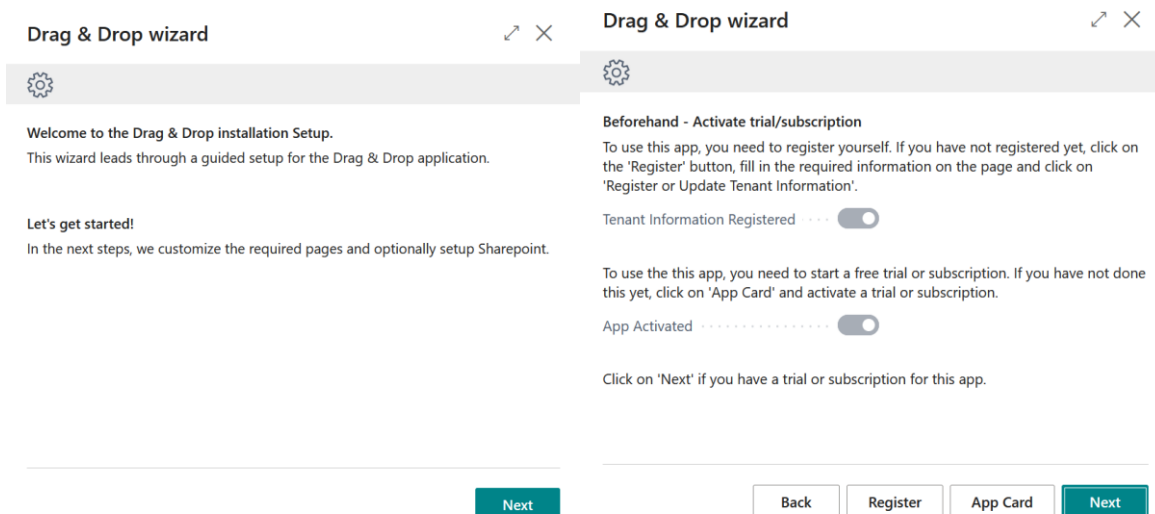 Drag & Drop wizard
Welcome to the Drag & Drop installation Setup.
This wizard leads through a guided setup for the Drag & Drop application.
Let's get started!
In the next steps, we customize the required pages and optionally setup Sharepoint.
Next
Drag & Drop wizard
Beforehand - Activate trial/subscription
To use this app, you need to register yourself. If you have not registered yet, click on
the 'Register' button, fill in the required information on the page and click on
'Register or Update Tenant Information'.
Tenant Information Registered
To use the this app, you need to start a free trial or subscription. If you have not done
this yet, click on 'App Card' and activate a trial or subscription.
App Activated
Click on 'Next' if you have a trial or subscription for this app.
Back
Register
App Card
Next